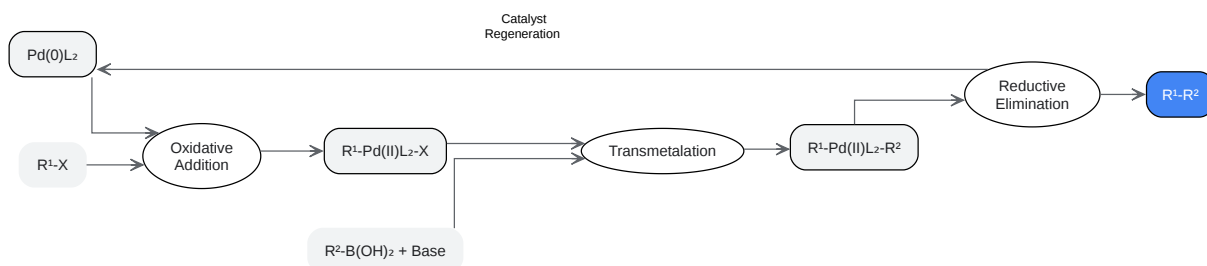 Catalyst
Regeneration
Pd(0)L₂
R¹-X
Oxidative
Addition
R¹-Pd(II)L₂-X
R²-B(OH)₂ + Base
Transmetalation
R¹-Pd(II)L₂-R²
Reductive
Elimination
R¹-R²